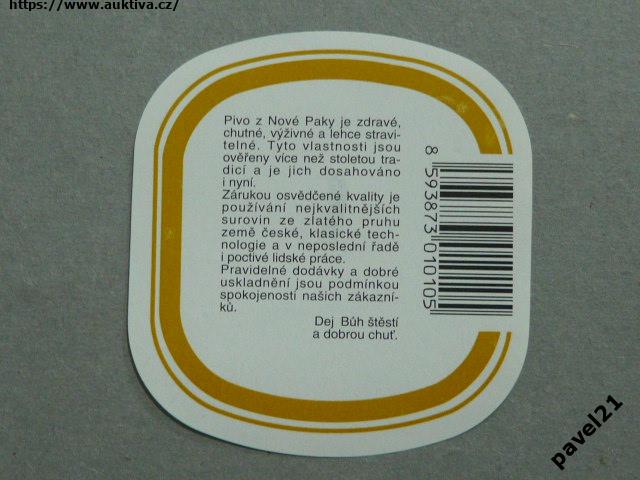 https://www.auktiva.cz/
Pivo z Nové Paky je zdravé,
chutné, výživné a lehce stravi-
telné. Tyto vlastnosti jsou
ověřeny více než stoletou tra-
dicí a je jich dosahováno
i nyní.
Zárukou osvědčené kvality je
používání nejkvalitnějších
surovin ze zlatého pruhu
země české, klasické tech-
nologie a v neposlední řadě
i poctivé lidské práce.
Pravidelné dodávky a dobré
uskladnění jsou podmínkou
spokojenosti našich zákazní-
ků.
Dej Bůh štěstí
a dobrou chuť.
8 593873 010105
pavel21